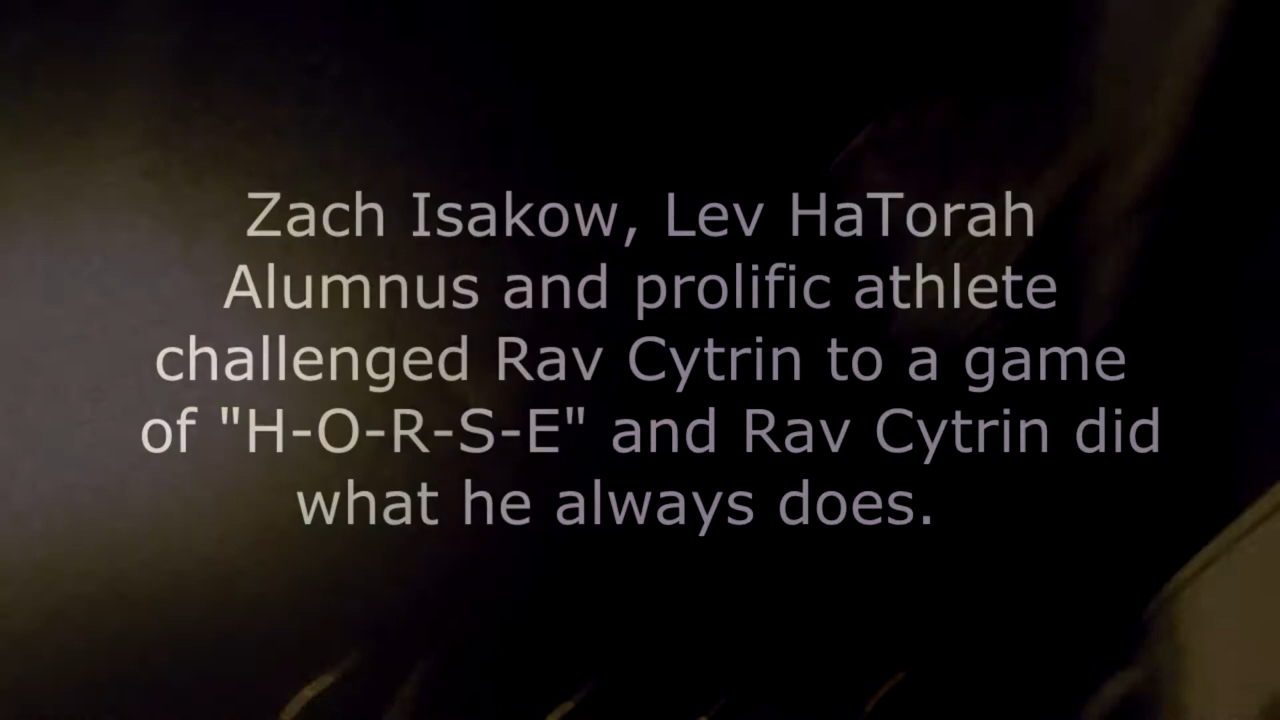 Zach Isakow, Lev HaTorah
Alumnus and prolific athlete
challenged Rav Cytrin to a game
of "H-O-R-S-E" and Rav Cytrin did
what he always does.